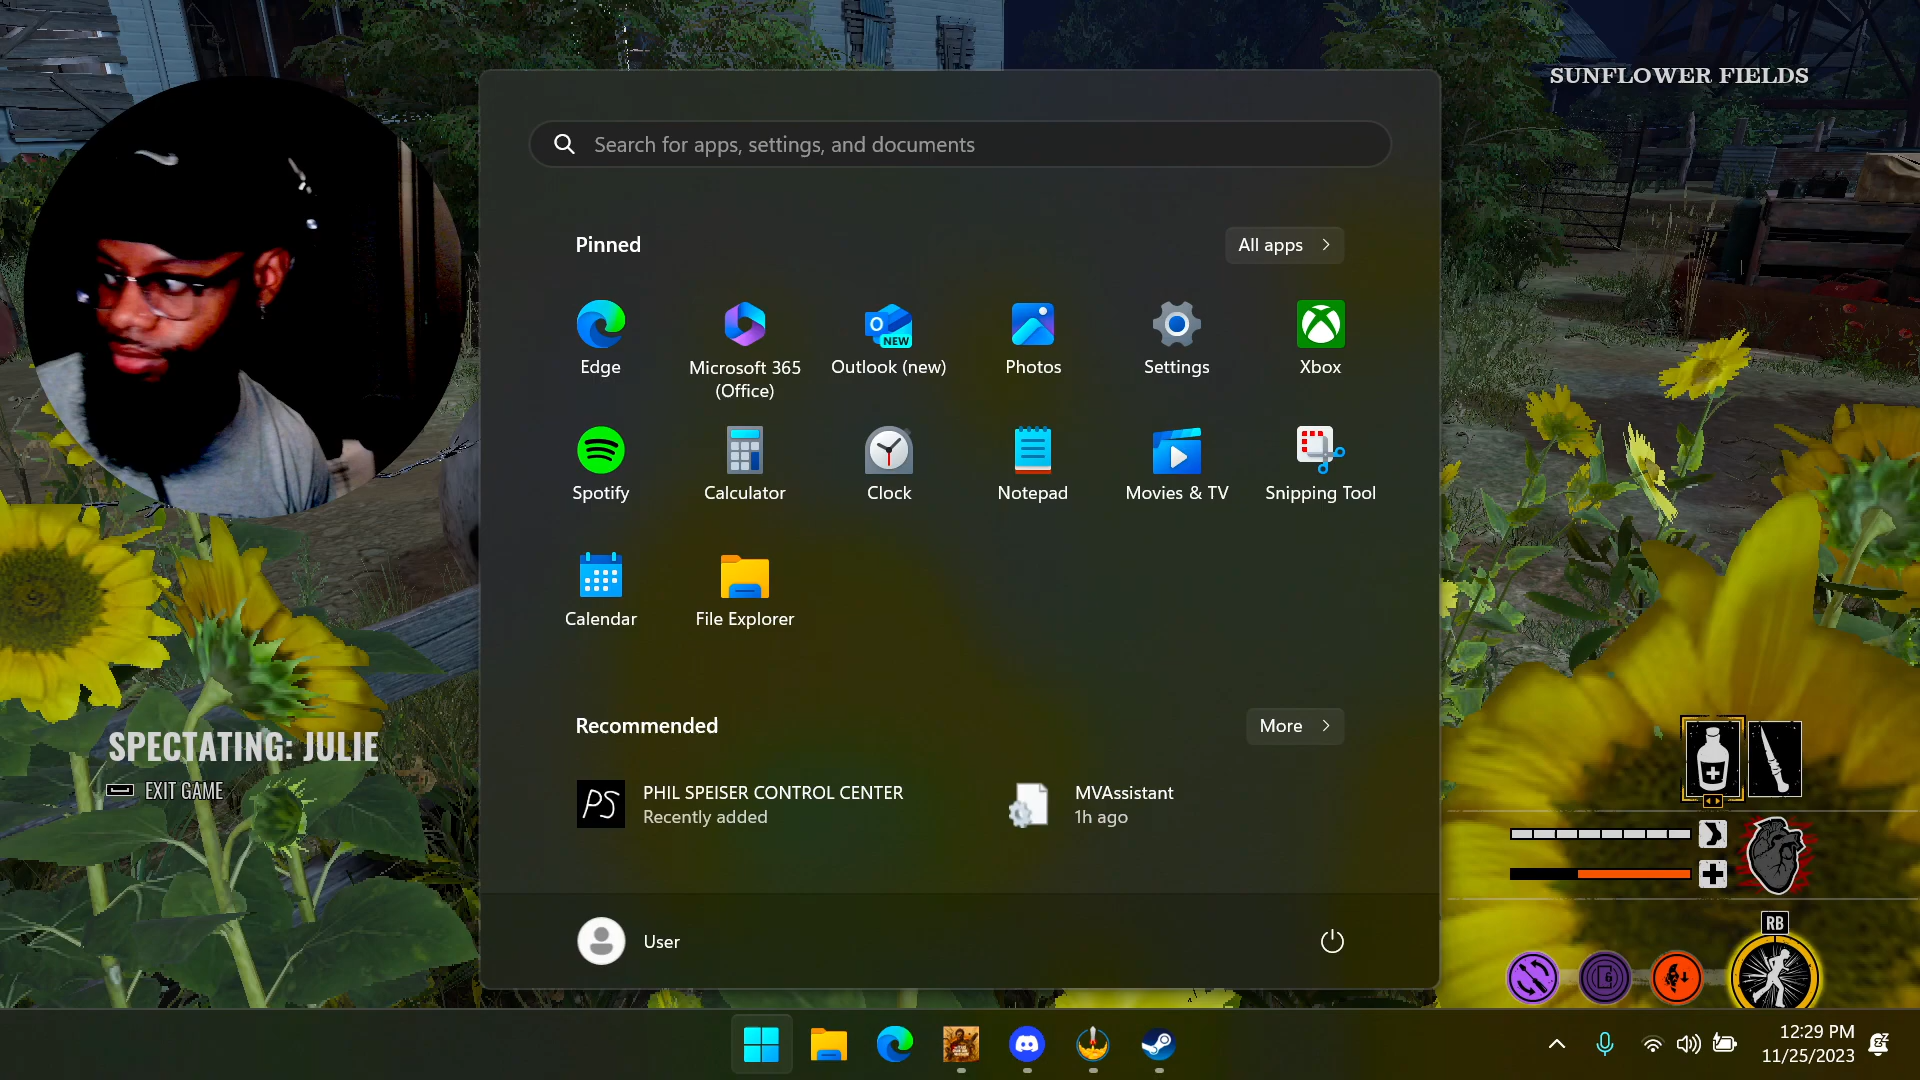 SUNFLOWER FIELDS
Search for apps, settings, and documents
Pinned
All apps
Edge
Microsoft 365
(Office)
Outlook (new)
Photos
Settings
Xbox
NEW
Spotify
Calculator
Clock
Notepad
Movies & TV
Snipping Tool
Calendar
File Explorer
Recommended
More
SPECTATING: JULIE
EXIT GAME
PS
PHIL SPEISER CONTROL CENTER
Recently added
MVAssistant
1h ago
RB
User
12:29 PM
11/25/2023